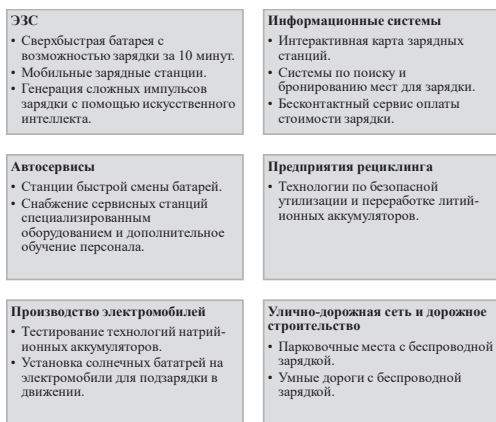 ЭЗС
• Сверхбыстрая батарея с
возможностью зарядки за 10 минут.
• Мобильные зарядные станции.
• Генерация сложных импульсов
зарядки с помощью искусственного
интеллекта.
Информационные системы
• Интерактивная карта зарядных
станций.
• Системы по поиску и
бронированию мест для зарядки.
• Бесконтактный сервис оплаты
стоимости зарядки.
Автосервисы
• Станции быстрой смены батарей.
• Снабжение сервисных станций
специализированным
оборудованием и дополнительное
обучение персонала.
Предприятия рециклинга
• Технологии по безопасной
утилизации и переработке литий-
ионных аккумуляторов.
Производство электромобилей
• Тестирование технологий натрий-
ионных аккумуляторов.
• Установка солнечных бататрей на
электромобили для подзарядки в
движении.
Улично-дорожная сеть и дорожное
строительство
• Парковочные места с беспроводной
зарядкой.
• Умные дороги с беспроводной
зарядкой.